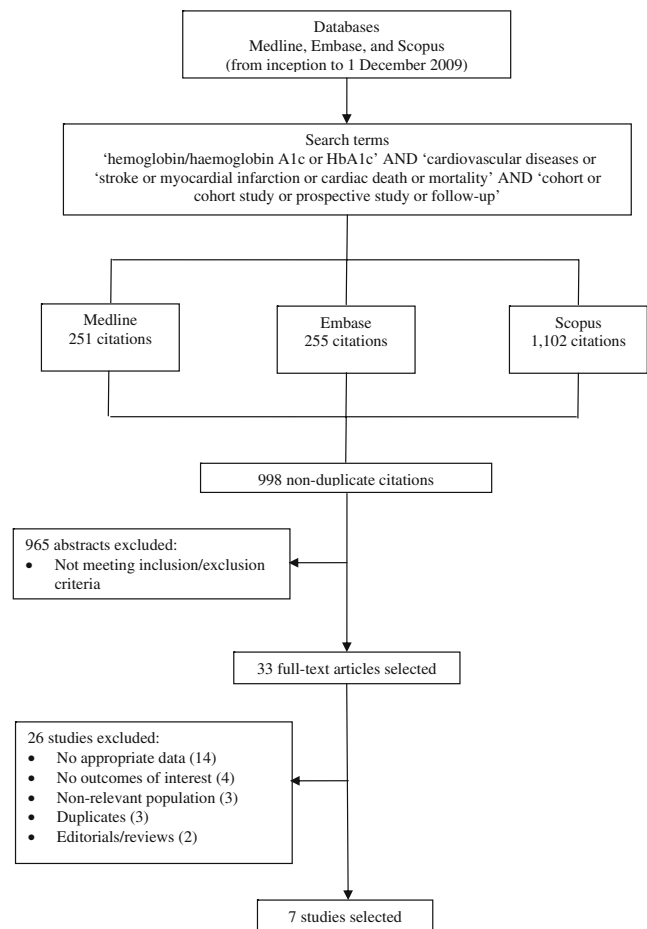 Databases
Medline, Embase, and Scopus
(from inception to 1 December 2009)
Search terms
‘hemoglobin/haemoglobin A1c or HbA1c’ AND ‘cardiovascular diseases or
‘stroke or myocardial infarction or cardiac death or mortality’ AND ‘cohort or
cohort study or prospective study or follow-up’
Medline
251 citations
Embase
255 citations
Scopus
1,102 citations
998 non-duplicate citations
965 abstracts excluded:
• Not meeting inclusion/exclusion
criteria
33 full-text articles selected
26 studies excluded:
• No appropriate data (14)
• No outcomes of interest (4)
• Non-relevant population (3)
• Duplicates (3)
• Editorials/reviews (2)
7 studies selected